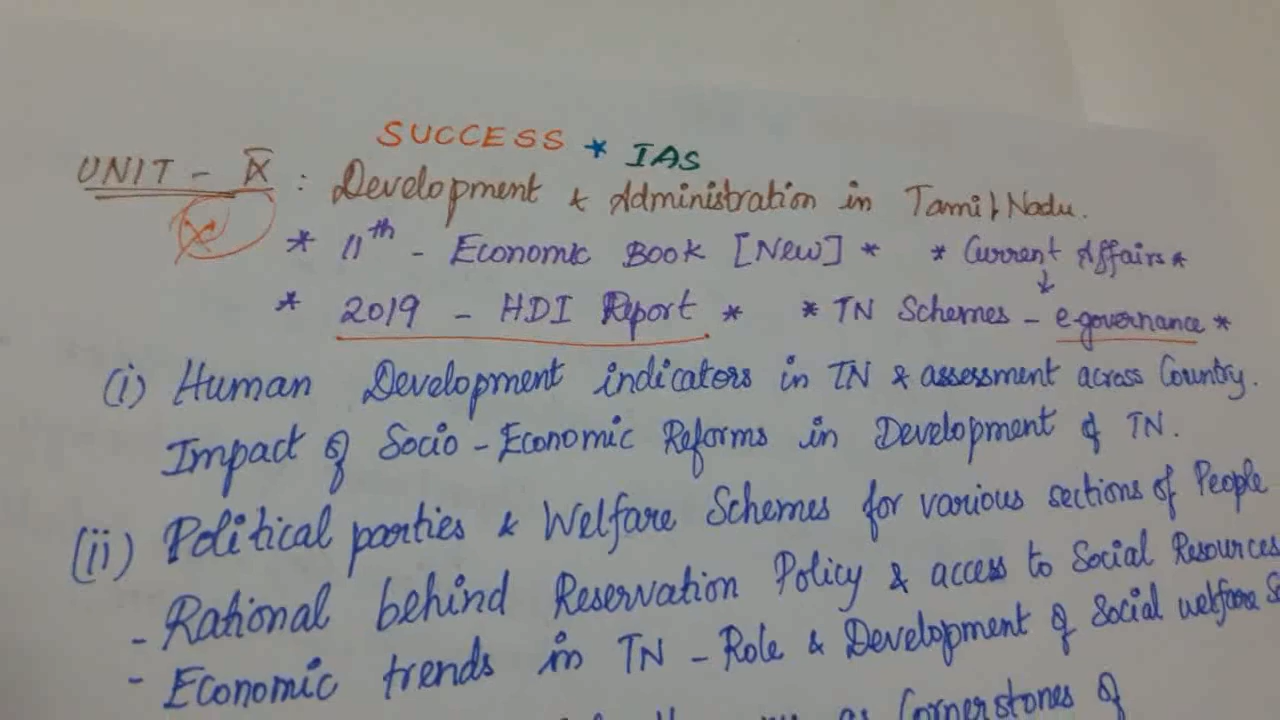 SUCCESS * IAS
UNIT - IX : Development & Administration in Tamil Nadu.
* 11th - Economic Book [New] * * Current Affairs *
* 2019 - HDI Report * * TN Schemes - e-governance *
(i) Human Development indicators in TN & assessment across Country.
Impact of Socio - Economic Reforms in Development of TN.
(ii) Political parties & Welfare Schemes for various sections of People
- Rational behind Reservation Policy & access to Social Resources
- Economic trends in TN - Role & Development of Social welfare S
as Cornerstones of